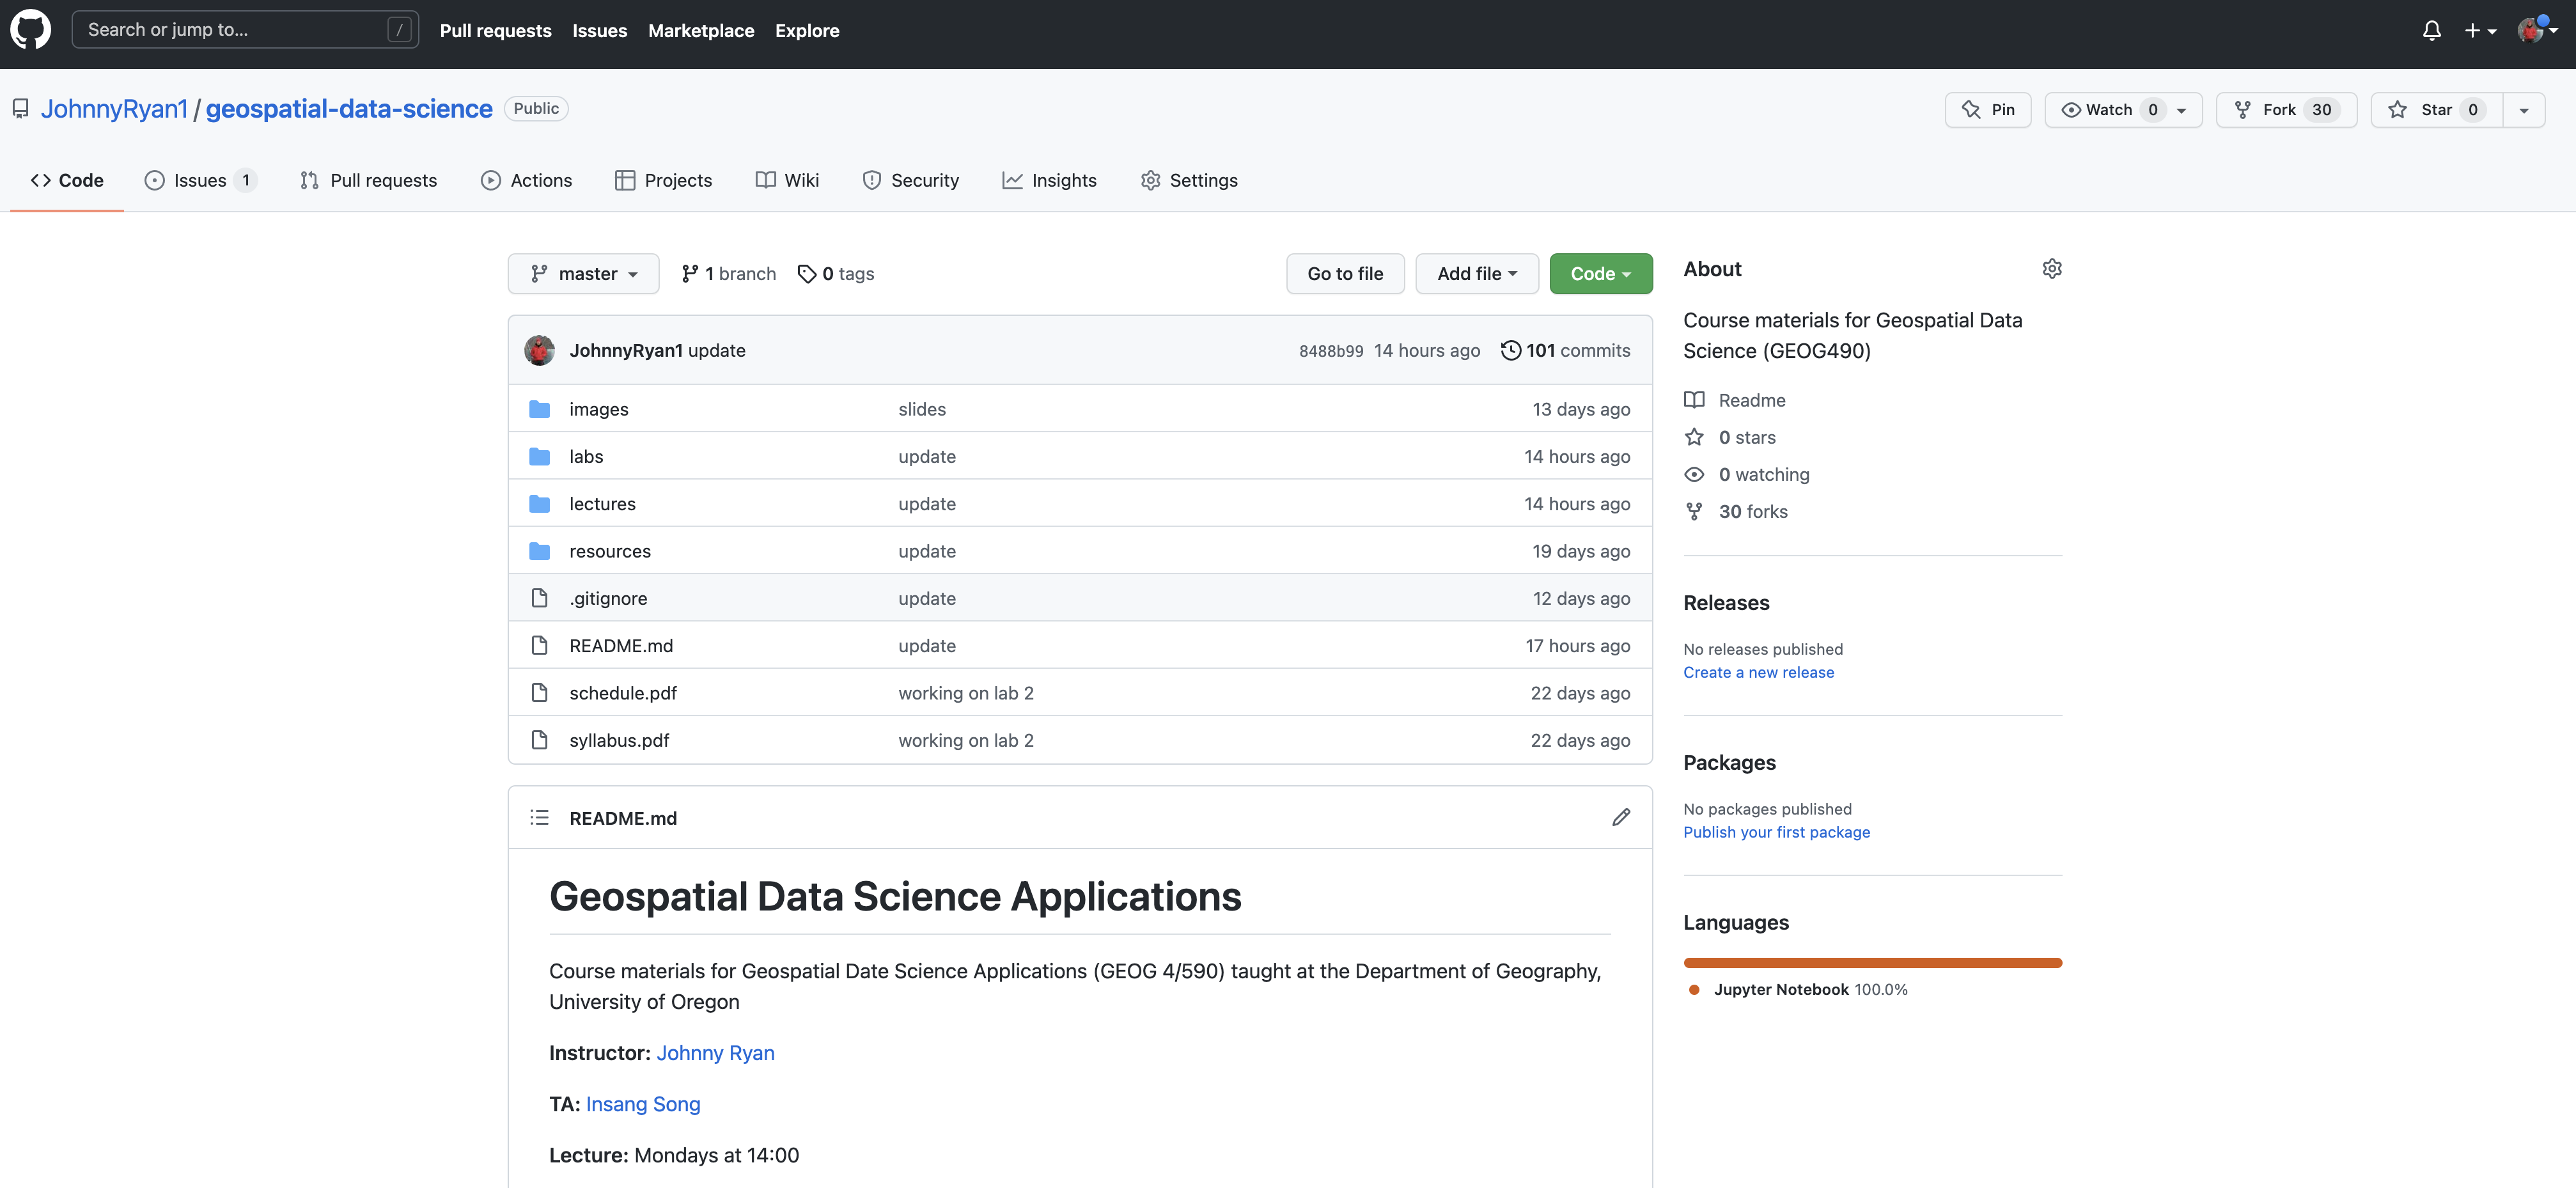 Search or jump to... /
Pull requests Issues Marketplace Explore
JohnnyRyan1 / geospatial-data-science Public
Pin Watch 0 Fork 30 Star 0
Code Issues 1 Pull requests Actions Projects Wiki Security Insights Settings
master 1 branch 0 tags Go to file Add file Code
JohnnyRyan1 update 8488b99 14 hours ago 101 commits
images slides 13 days ago
labs update 14 hours ago
lectures update 14 hours ago
resources update 19 days ago
.gitignore update 12 days ago
README.md update 17 hours ago
schedule.pdf working on lab 2 22 days ago
syllabus.pdf working on lab 2 22 days ago
README.md
Geospatial Data Science Applications
Course materials for Geospatial Date Science Applications (GEOG 4/590) taught at the Department of Geography,
University of Oregon
Instructor: Johnny Ryan
TA: Insang Song
Lecture: Mondays at 14:00
About
Course materials for Geospatial Data
Science (GEOG490)
Readme
0 stars
0 watching
30 forks
Releases
No releases published
Create a new release
Packages
No packages published
Publish your first package
Languages
Jupyter Notebook 100.0%